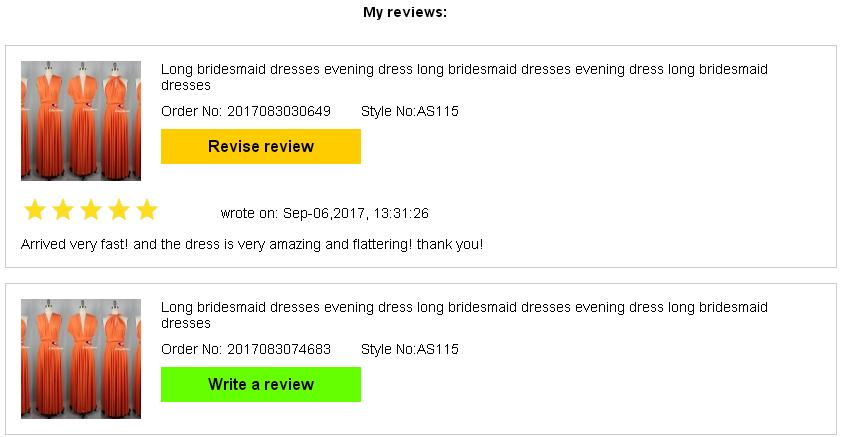 My reviews:
Long bridesmaid dresses evening dress long bridesmaid dresses evening dress long bridesmaid
dresses
Order No: 2017083030649 Style No:AS115
Revise review
wrote on: Sep-06,2017, 13:31:26
Arrived very fast! and the dress is very amazing and flattering! thank you!
Long bridesmaid dresses evening dress long bridesmaid dresses evening dress long bridesmaid
dresses
Order No: 2017083074683 Style No:AS115
Write a review